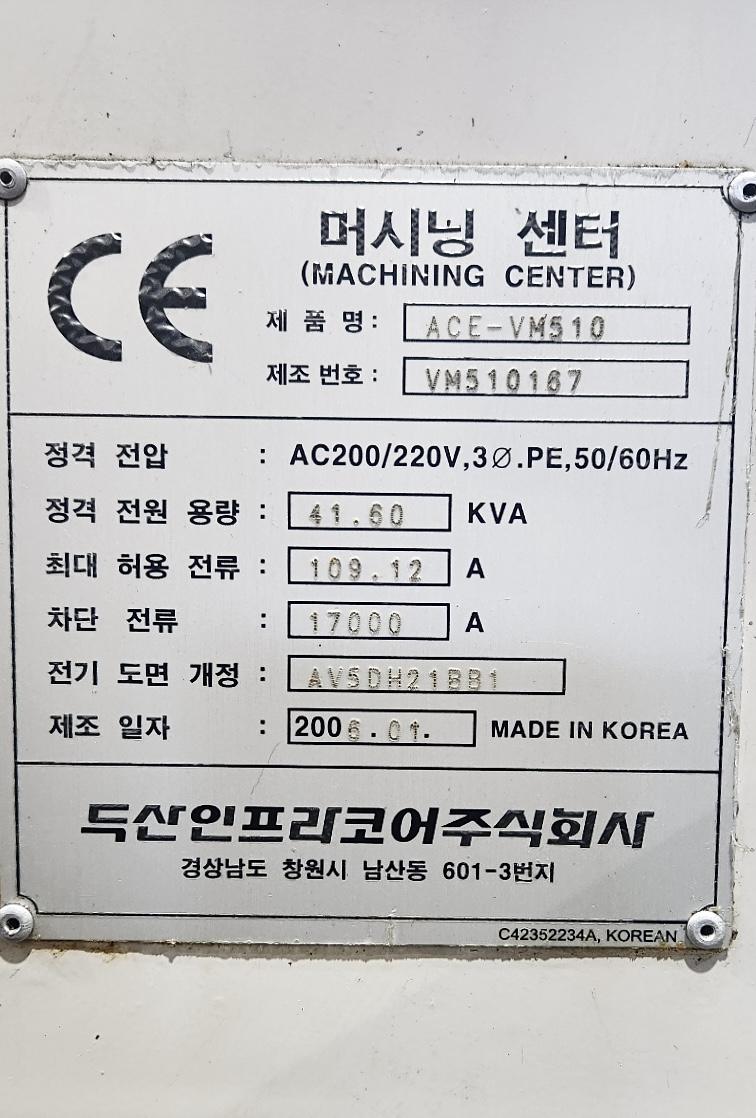 CE
머시닝 센터
(MACHINING CENTER)
제 품 명 : ACE-VM510
제조 번호 : VM510167
정격 전압 : AC200/220V,3Ø.PE,50/60Hz
정격 전원 용량 : 41.60 KVA
최대 허용 전류 : 109.12 A
차단 전류 : 17000 A
전기 도면 개정 : AV5DH21BB1
제조 일자 : 2006.01. MADE IN KOREA
두산인프라코어주식회사
경상남도 창원시 남산동 601-3번지
C42352234A, KOREAN